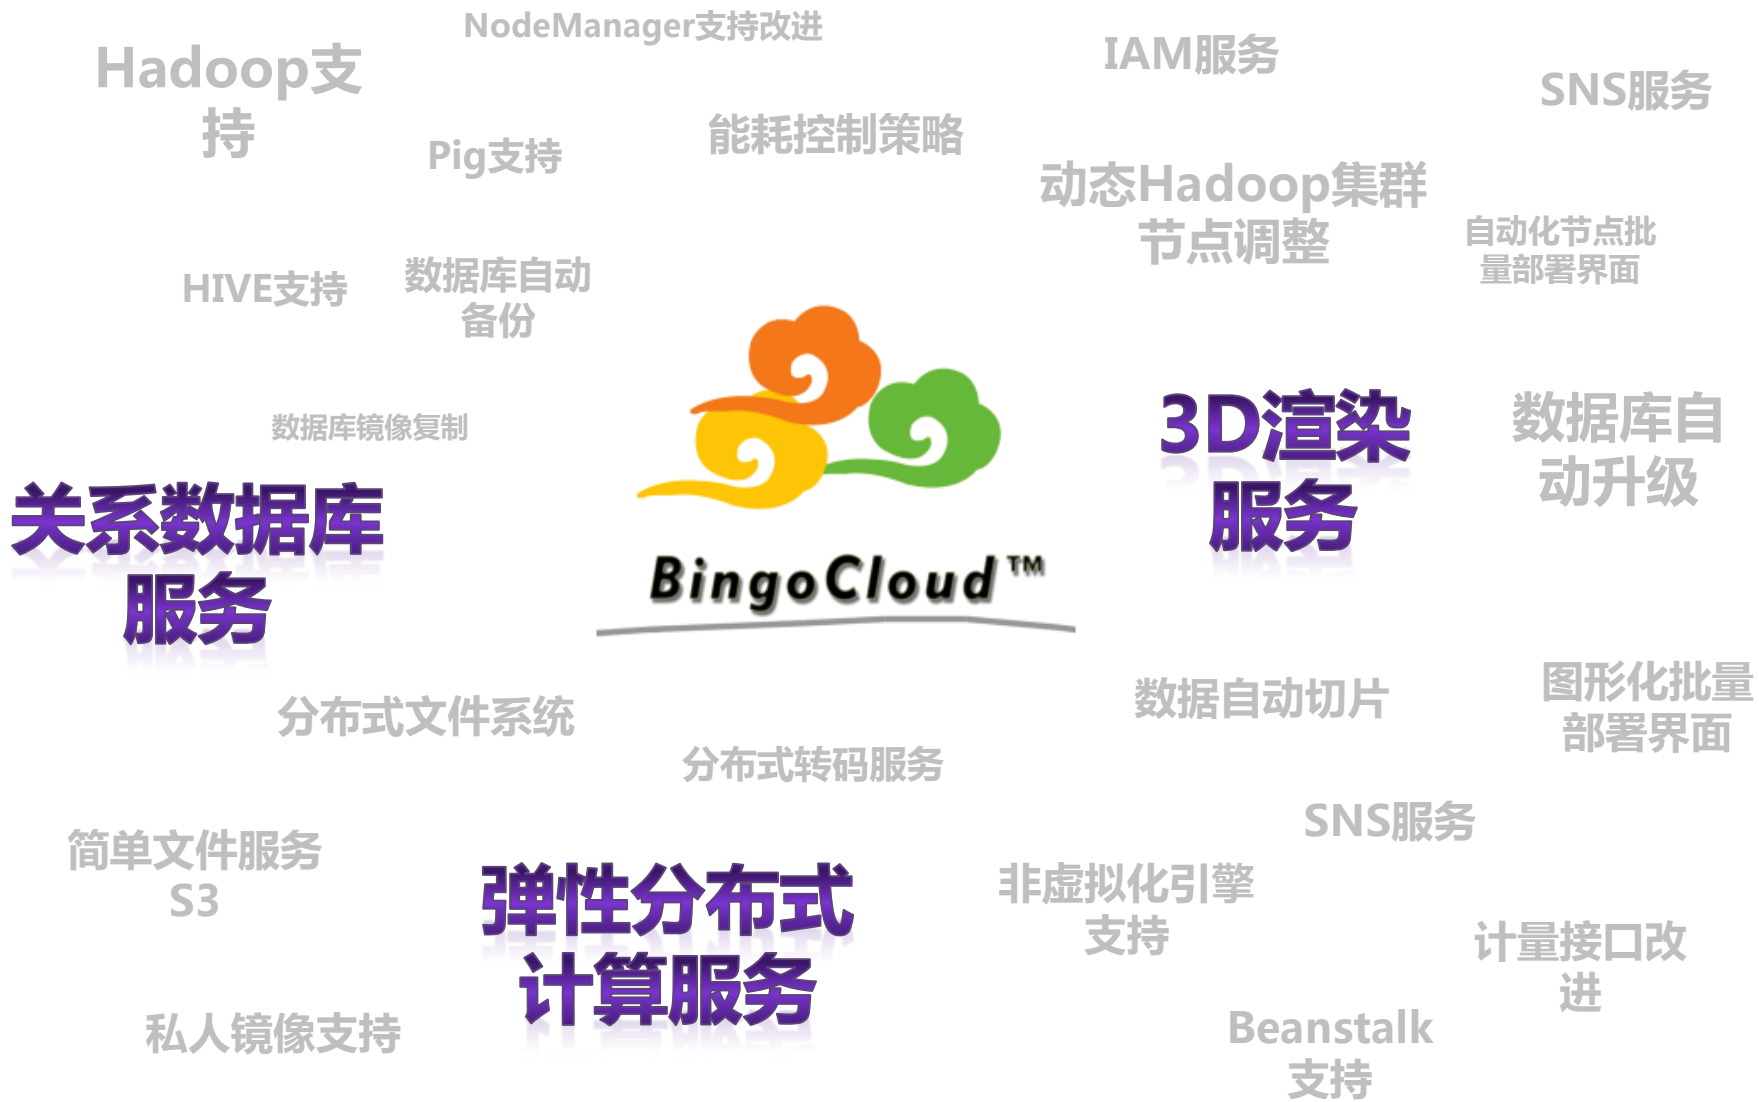 NodeManager支持改进
Hadoop支
持
IAM服务
SNS服务
Pig支持
能耗控制策略
动态Hadoop集群
节点调整
自动化节点批
量部署界面
HIVE支持
数据库自动
备份
数据库镜像复制
3D渲染
服务
数据库自
动升级
关系数据库
服务
BingoCloud™
分布式文件系统
分布式转码服务
数据自动切片
图形化批量
部署界面
简单文件服务
S3
弹性分布式
计算服务
SNS服务
非虚拟化引擎
支持
计量接口改
进
私人镜像支持
Beanstalk
支持